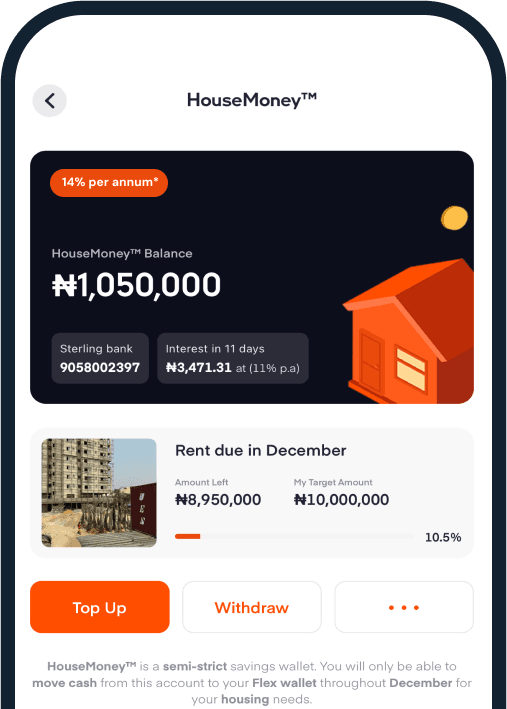 HouseMoney™
14% per annum*
HouseMoney™ Balance
₦1,050,000
Sterling bank
9058002397
Interest in 11 days
₦3,471.31 at (11% p.a)
Rent due in December
Amount Left
₦8,950,000
My Target Amount
₦10,000,000
10.5%
Top Up
Withdraw
HouseMoney™ is a semi-strict savings wallet. You will only be able to
move cash from this account to your Flex wallet throughout December for
your housing needs.